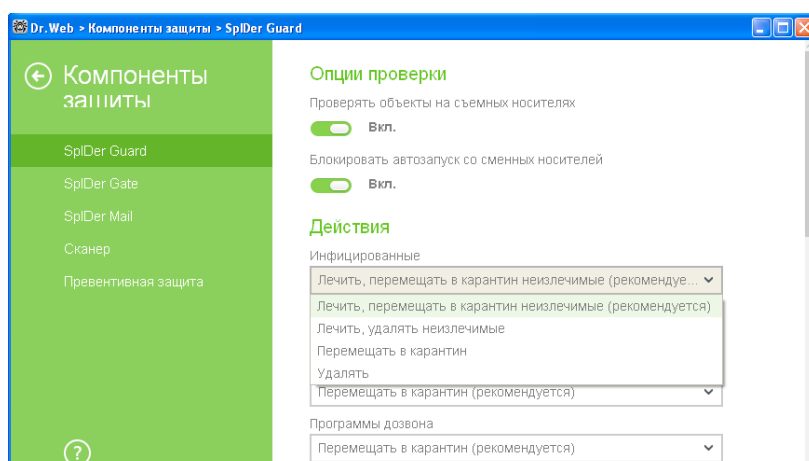 Dr.Web > Компоненты защиты > SpIDer Guard
Компоненты
защиты
SpIDer Guard
SpIDer Gate
SpIDer Mail
Сканер
Превентивная защита
?
Опции проверки
Проверять объекты на съемных носителях
Вкл.
Блокировать автозапуск со сменных носителей
Вкл.
Действия
Инфицированные
Лечить, перемещать в карантин неизлечимые (рекомендуе...
Лечить, перемещать в карантин неизлечимые (рекомендуется)
Лечить, удалять неизлечимые
Перемещать в карантин
Удалять
Перемещать в карантин (рекомендуется)
Программы дозвона
Перемещать в карантин (рекомендуется)